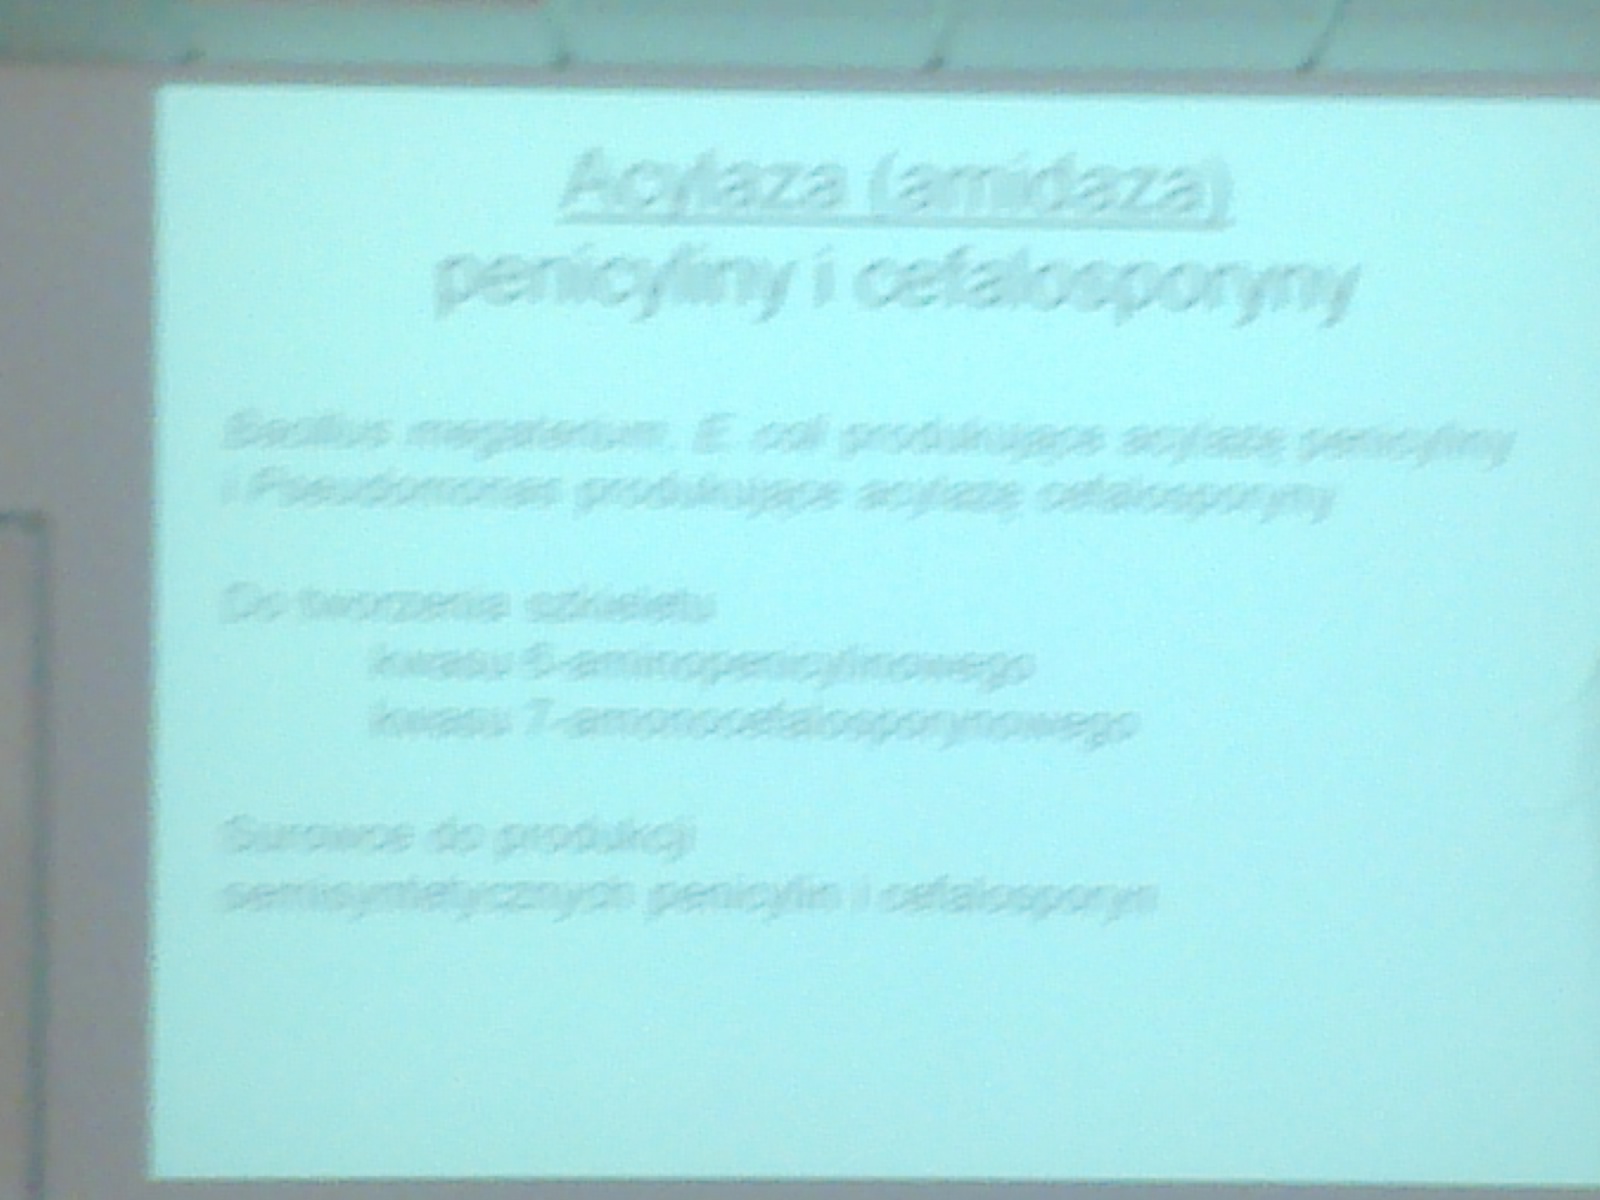 Acylaza (amidaza)
penicyliny i cefalosporyny
Bacillus megaterium, E. coli produkujące acylazę penicyliny
i Pseudomonas produkujące acylazę cefalosporyny
Do tworzenia szkieletu
kwasu 6-aminopenicylinowego
kwasu 7-amonocefalosporynowego
Surowce do produkcji
semisyntetycznych penicylin i cefalosporyn